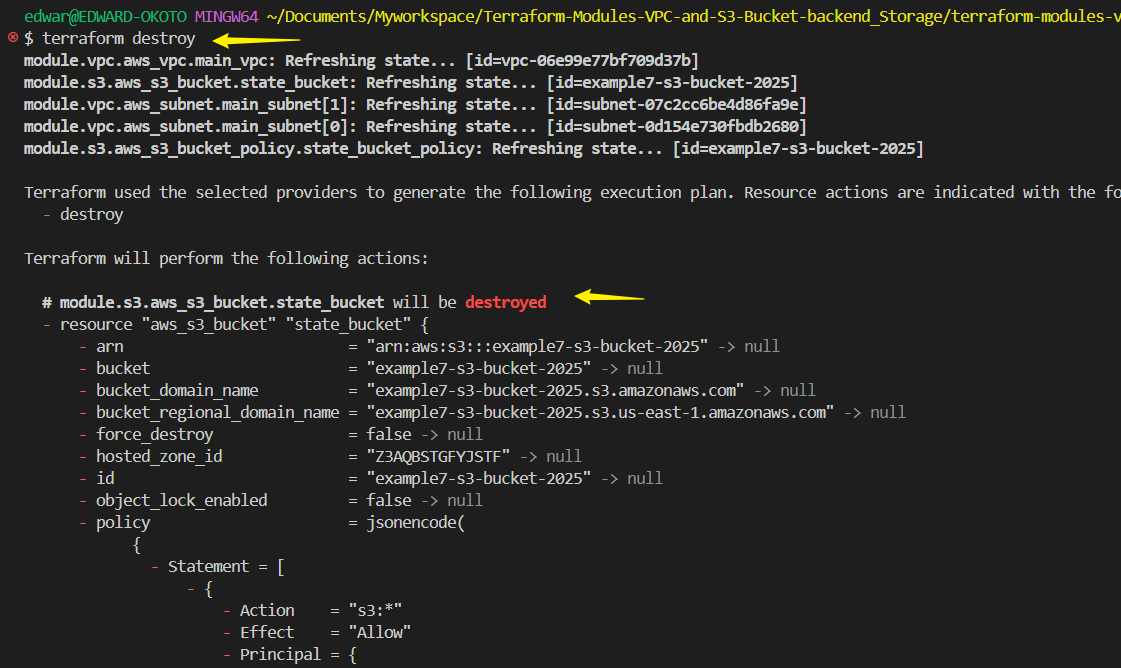 edwar@EDWARD-OKOTO MINGW64 ~/Documents/Myworkspace/Terraform-Modules-VPC-and-S3-Bucket-backend_Storage/terraform-modules-v
$ terraform destroy
module.vpc.aws_vpc.main_vpc: Refreshing state... [id=vpc-06e99e77bf709d37b]
module.s3.aws_s3_bucket.state_bucket: Refreshing state... [id=example7-s3-bucket-2025]
module.vpc.aws_subnet.main_subnet[1]: Refreshing state... [id=subnet-07c2cc6be4d86fa9e]
module.vpc.aws_subnet.main_subnet[0]: Refreshing state... [id=subnet-0d154e730fbdb2680]
module.s3.aws_s3_bucket_policy.state_bucket_policy: Refreshing state... [id=example7-s3-bucket-2025]
Terraform used the selected providers to generate the following execution plan. Resource actions are indicated with the fo
- destroy
Terraform will perform the following actions:
# module.s3.aws_s3_bucket.state_bucket will be destroyed
- resource "aws_s3_bucket" "state_bucket" {
- arn = "arn:aws:s3:::example7-s3-bucket-2025" -> null
- bucket = "example7-s3-bucket-2025" -> null
- bucket_domain_name = "example7-s3-bucket-2025.s3.amazonaws.com" -> null
- bucket_regional_domain_name = "example7-s3-bucket-2025.s3.us-east-1.amazonaws.com" -> null
- force_destroy = false -> null
- hosted_zone_id = "Z3AQBSTGFYJSTF" -> null
- id = "example7-s3-bucket-2025" -> null
- object_lock_enabled = false -> null
- policy = jsonencode(
{
- Statement = [
- {
- Action = "s3:*"
- Effect = "Allow"
- Principal = {